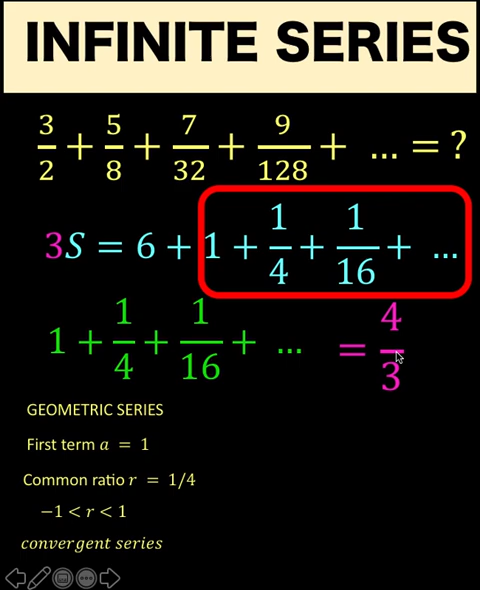 INFINITE SERIES
3/2 + 5/8 + 7/32 + 9/128 + ... = ?
3S = 6 + 1 + 1/4 + 1/16 + ...
1 + 1/4 + 1/16 + ... = 4/3
GEOMETRIC SERIES
First term a = 1
Common ratio r = 1/4
−1 < r < 1
convergent series